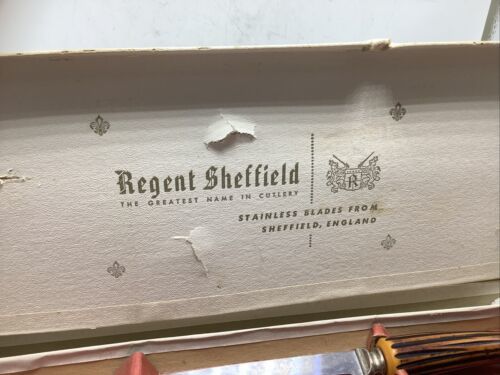 Regent Sheffield
THE GREATEST NAME IN CUTLERY
R
STAINLESS BLADES FROM
SHEFFIELD, ENGLAND